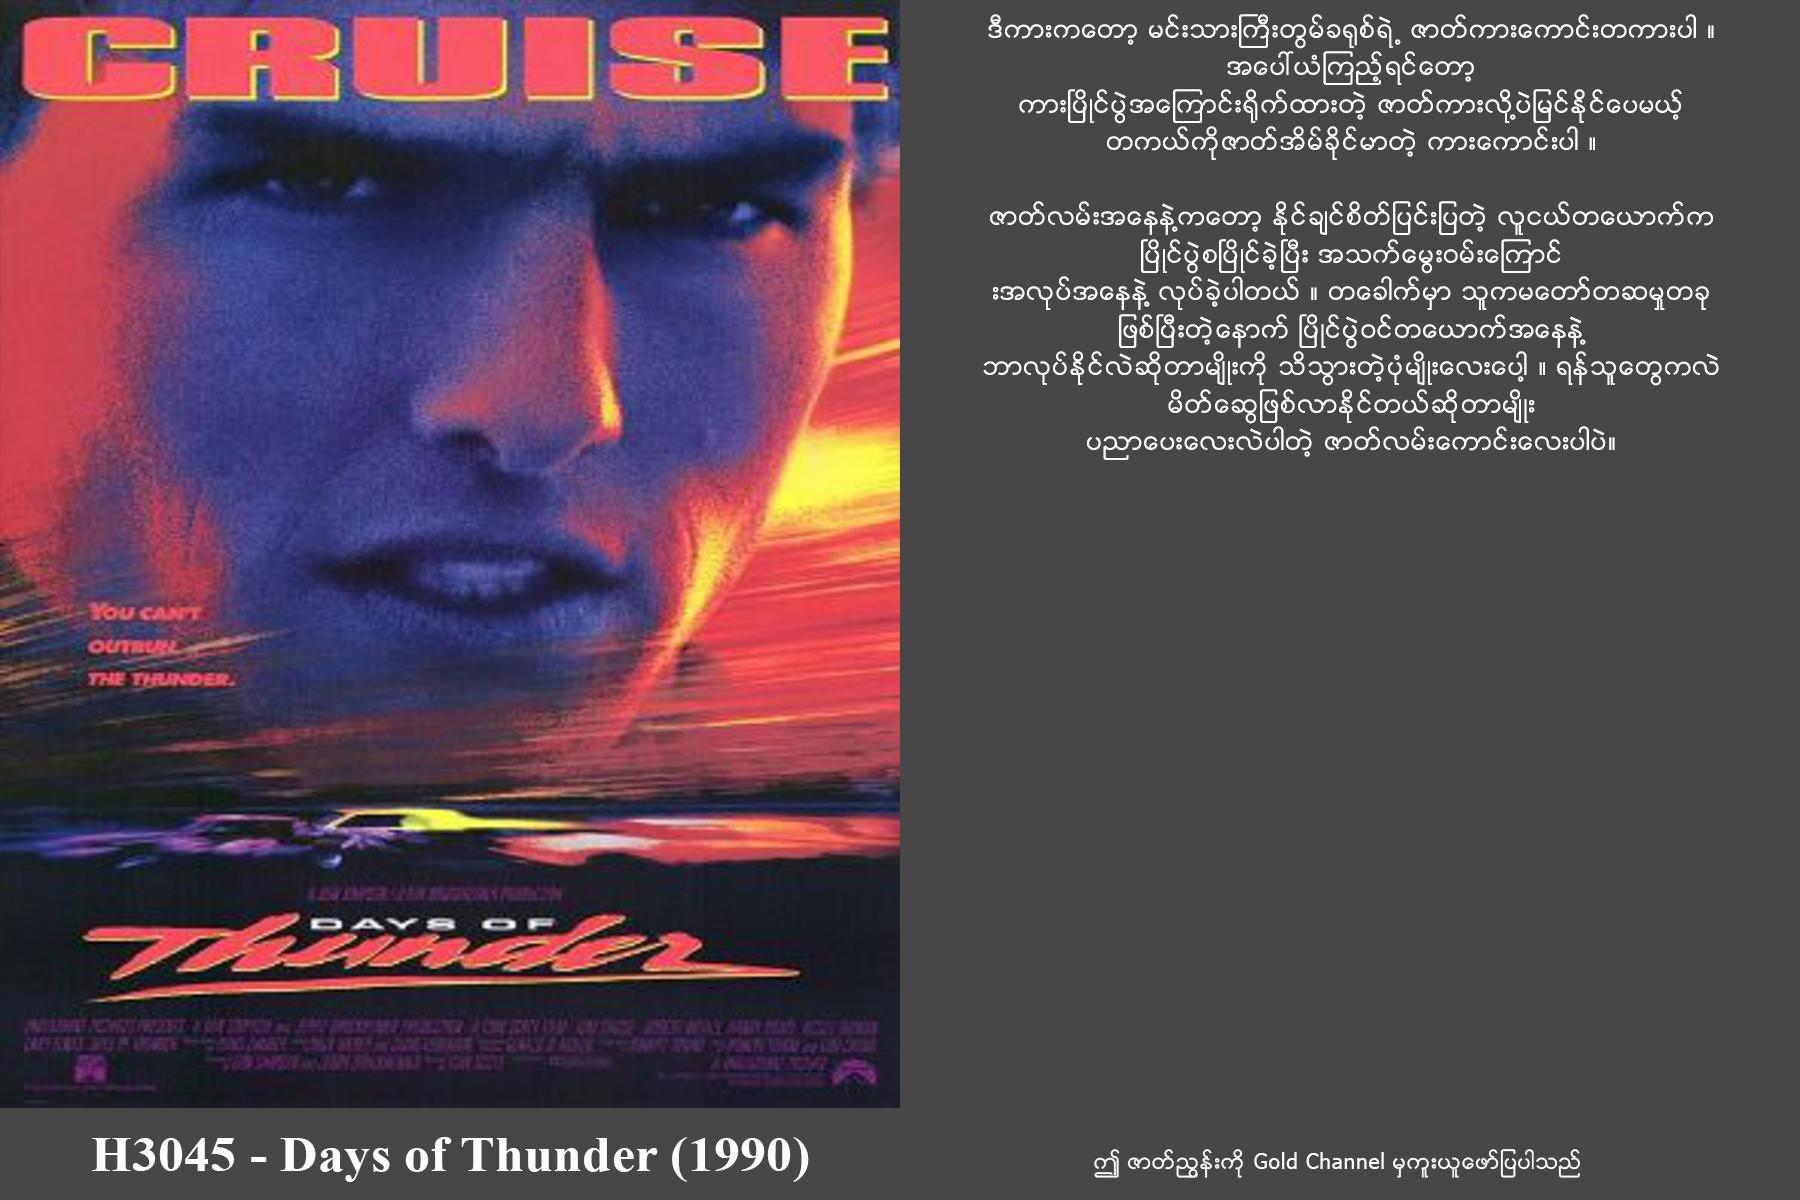 CRUISE
YOU CAN'T
OUTRUN
THE THUNDER.
DAYS OF
Thunder
H3045 - Days of Thunder (1990)
ဒီကားကတော့ မင်းသားကြီးတွမ်ခရုစ်ရဲ့ ဇာတ်ကားကောင်းတကားပါ ။
အပေါ်ယံကြည့်ရင်တော့
ကားပြိုင်ပွဲအကြောင်းရိုက်ထားတဲ့ ဇာတ်ကားလို့ပဲမြင်နိုင်ပေမယ့်
တကယ်ကိုဇာတ်အိမ်ခိုင်မာတဲ့ ကားကောင်းပါ ။
ဇာတ်လမ်းအနေနဲ့ကတော့ နိုင်ချင်စိတ်ပြင်းပြတဲ့ လူငယ်တယောက်က
ပြိုင်ပွဲစပြိုင်ခဲ့ပြီး အသက်မွေးဝမ်းကြောင်
းအလုပ်အနေနဲ့ လုပ်ခဲ့ပါတယ် ။ တခေါက်မှာ သူကမတော်တဆမှုတခု
ဖြစ်ပြီးတဲ့နောက် ပြိုင်ပွဲဝင်တယောက်အနေနဲ့
ဘာလုပ်နိုင်လဲဆိုတာမျိုးကို သိသွားတဲ့ပုံမျိုးလေးပေါ့ ။ ရန်သူတွေကလဲ
မိတ်ဆွေဖြစ်လာနိုင်တယ်ဆိုတာမျိုး
ပညာပေးလေးလဲပါတဲ့ ဇာတ်လမ်းကောင်းလေးပါပဲ။
ဤ ဇာတ်ညွှန်းကို Gold Channel မှကူးယူဖော်ပြပါသည်